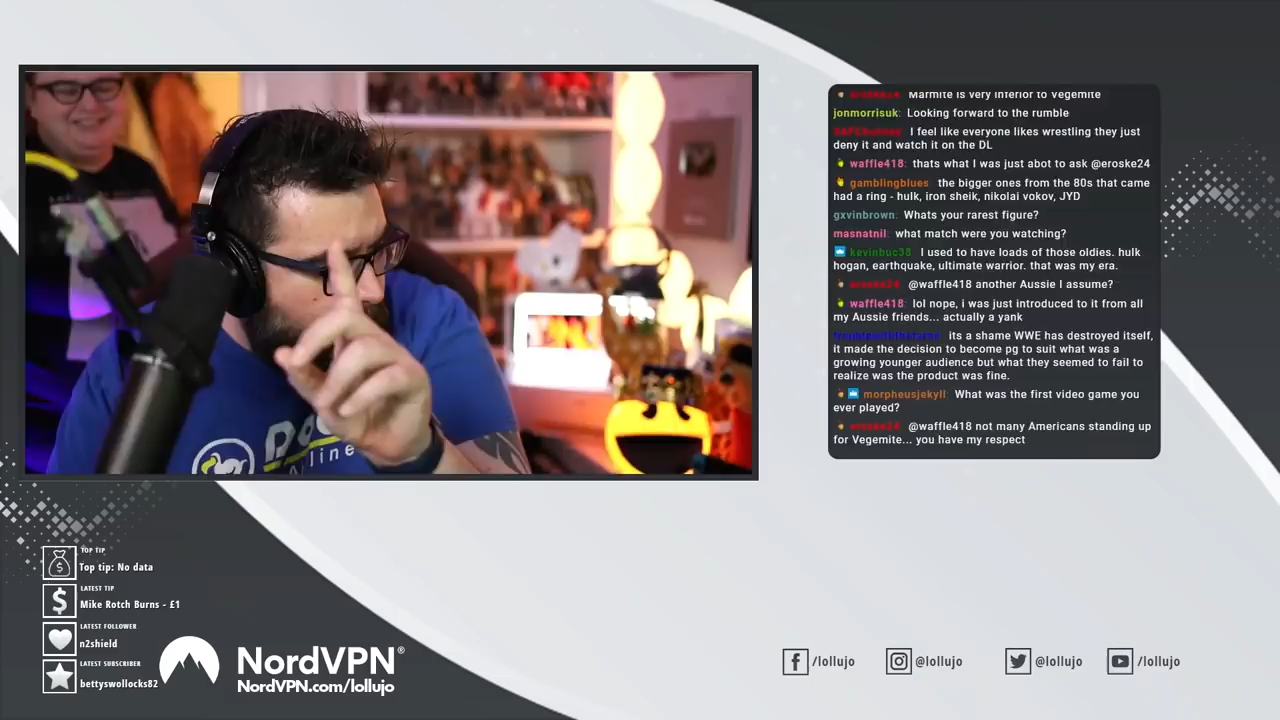 Marmite is very inferior to Vegemite
jonmorrisuk: Looking forward to the rumble
I feel like everyone likes wrestling they just
deny it and watch it on the DL
waffle418: thats what I was just abot to ask @eroske24
gamblingblues the bigger ones from the 80s that came
had a ring - hulk, iron sheik, nikolai vokov, JYD
gxvinbrown: Whats your rarest figure?
masnatnil: what match were you watching?
kevinbuc38 I used to have loads of those oldies. hulk
hogan, earthquake, ultimate warrior. that was my era.
eroske24 @waffle418 another Aussie I assume?
waffle418: lol nope, i was just introduced to it from all
my Aussie friends... actually a yank
its a shame WWE has destroyed itself,
it made the decision to become pg to suit what was a
growing younger audience but what they seemed to fail to
realize was the product was fine.
morpheusjekyll: What was the first video game you
ever played?
eroske24 @waffle418 not many Americans standing up
for Vegemite... you have my respect
TOP TIP
Top tip: No data
LATEST TIP
Mike Rotch Burns - £1
LATEST FOLLOWER
n2shield
LATEST SUBSCRIBER
bettyswollocks82
NordVPN®
NordVPN.com/lollujo
/lollujo
@lollujo
@lollujo
/lollujo